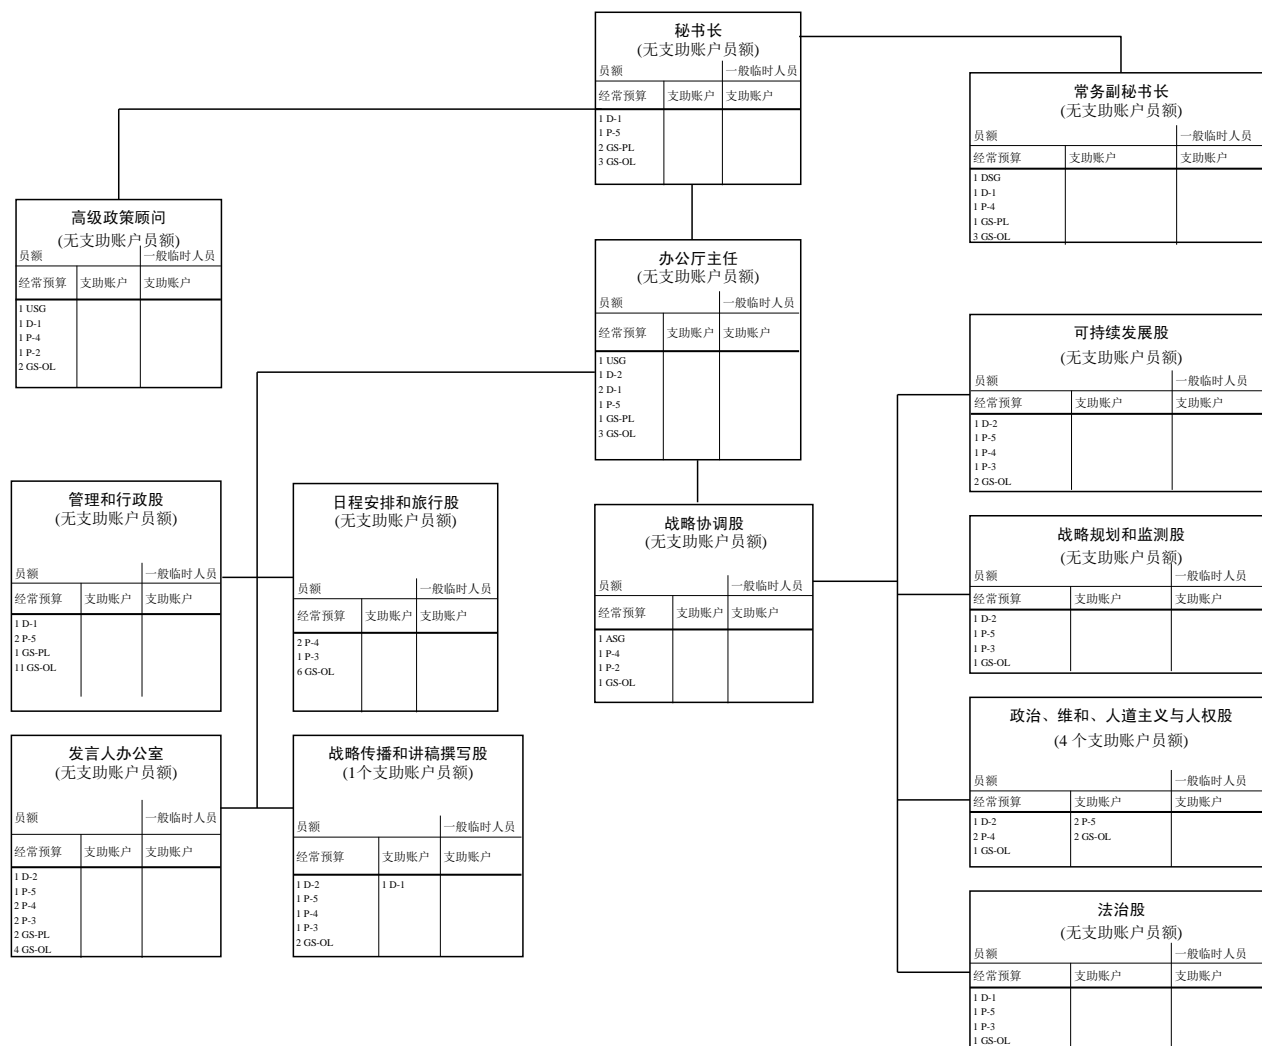 秘书长
(无支助账户员额)
员额 一般临时人员
经常预算 支助账户 支助账户
1 D-1
1 P-5
2 GS-PL
3 GS-OL
常务副秘书长
(无支助账户员额)
员额 一般临时人员
经常预算 支助账户 支助账户
1 DSG
1 D-1
1 P-4
1 GS-PL
3 GS-OL
高级政策顾问
(无支助账户员额)
员额 一般临时人员
经常预算 支助账户 支助账户
1 USG
1 D-1
1 P-4
1 P-2
2 GS-OL
办公厅主任
(无支助账户员额)
员额 一般临时人员
经常预算 支助账户 支助账户
1 USG
1 D-2
2 D-1
1 P-5
1 GS-PL
3 GS-OL
可持续发展股
(无支助账户员额)
员额 一般临时人员
经常预算 支助账户 支助账户
1 D-2
1 P-5
1 P-4
1 P-3
2 GS-OL
管理和行政股
(无支助账户员额)
员额 一般临时人员
经常预算 支助账户 支助账户
1 D-1
2 P-5
1 GS-PL
11 GS-OL
日程安排和旅行股
(无支助账户员额)
员额 一般临时人员
经常预算 支助账户 支助账户
2 P-4
1 P-3
6 GS-OL
战略协调股
(无支助账户员额)
员额 一般临时人员
经常预算 支助账户 支助账户
1 ASG
1 P-4
1 P-2
1 GS-OL
战略规划和监测股
(无支助账户员额)
员额 一般临时人员
经常预算 支助账户 支助账户
1 D-2
1 P-5
1 P-3
1 GS-OL
发言人办公室
(无支助账户员额)
员额 一般临时人员
经常预算 支助账户 支助账户
1 D-2
1 P-5
2 P-4
2 P-3
2 GS-PL
4 GS-OL
战略传播和讲稿撰写股
(1个支助账户员额)
员额 一般临时人员
经常预算 支助账户 支助账户
1 D-2 1 D-1
1 P-5
1 P-4
1 P-3
2 GS-OL
政治、维和、人道主义与人权股
(4 个支助账户员额)
员额 一般临时人员
经常预算 支助账户 支助账户
1 D-2 2 P-5
2 P-4 2 GS-OL
1 GS-OL
法治股
(无支助账户员额)
员额 一般临时人员
经常预算 支助账户 支助账户
1 D-1
1 P-5
1 P-3
1 GS-OL